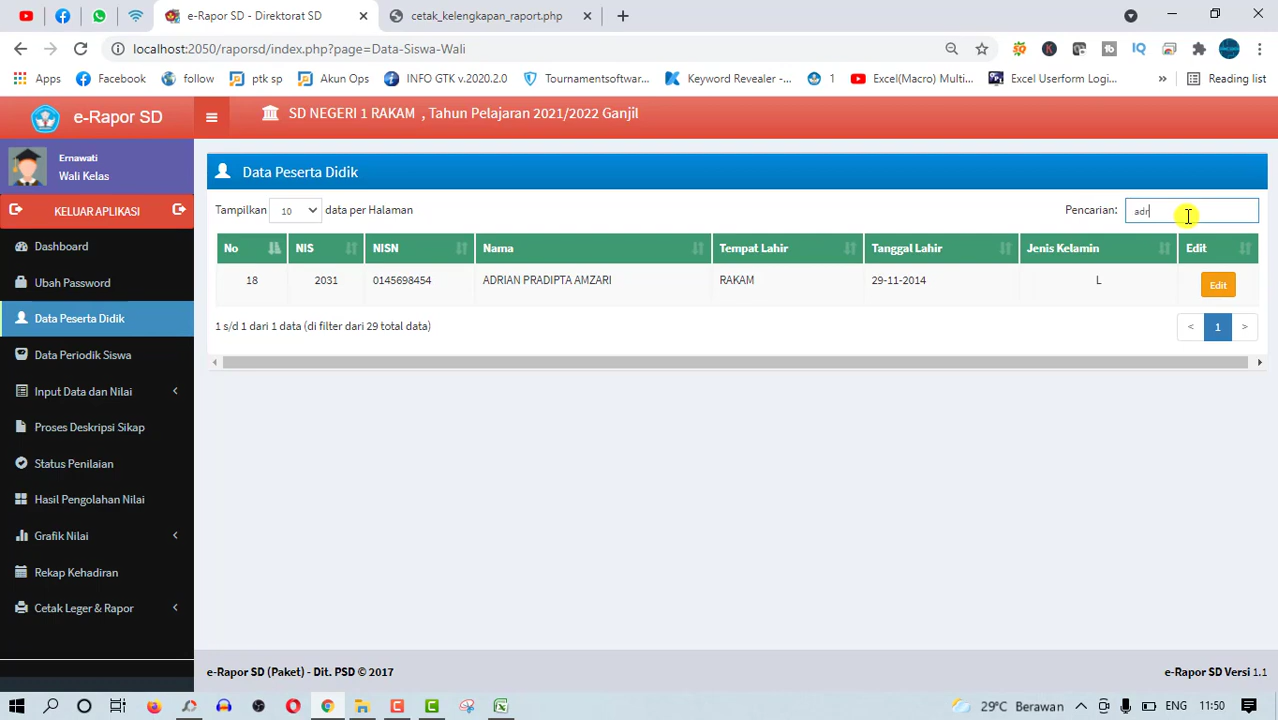 e-Rapor SD - Direktorat SD
cetak_kelengkapan_raport.php
localhost:2050/raporsd/index.php?page=Data-Siswa-Wali
Apps
Facebook
follow
ptk sp
Akun Ops
INFO GTK v.2020.2.0
Tournamentsoftwar...
Keyword Revealer -...
1
Excel(Macro) Multi...
Excel Userform Logi...
»
Reading list
e-Rapor SD
SD NEGERI 1 RAKAM , Tahun Pelajaran 2021/2022 Ganjil
Ernawati
Wali Kelas
KELUAR APLIKASI
Dashboard
Ubah Password
Data Peserta Didik
Data Periodik Siswa
Input Data dan Nilai
Proses Deskripsi Sikap
Status Penilaian
Hasil Pengolahan Nilai
Grafik Nilai
Rekap Kehadiran
Cetak Leger & Rapor
Data Peserta Didik
Tampilkan 10 data per Halaman
Pencarian: adr
No NIS NISN Nama Tempat Lahir Tanggal Lahir Jenis Kelamin Edit
18 2031 0145698454 ADRIAN PRADIPTA AMZARI RAKAM 29-11-2014 L Edit
1 s/d 1 dari 1 data (di filter dari 29 total data)
< 1 >
e-Rapor SD (Paket) - Dit. PSD © 2017
e-Rapor SD Versi 1.1
29°C Berawan
ENG
11:50